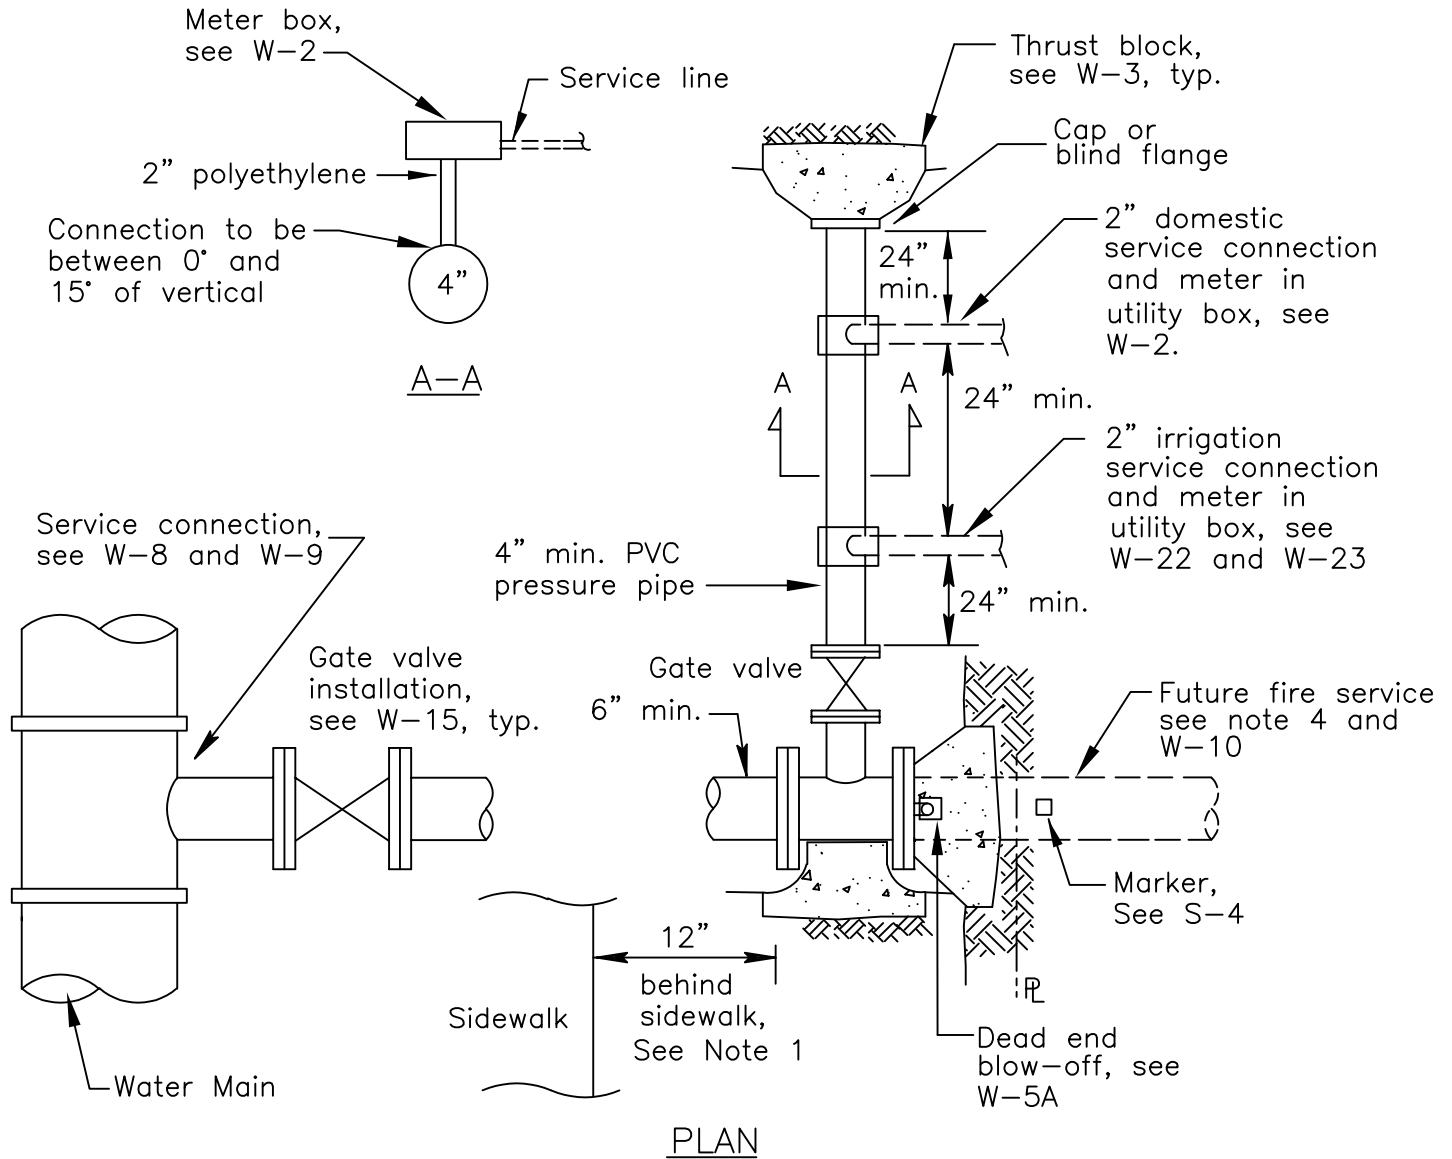 Meter box,
see W-2
Service line
2" polyethylene
Connection to be
between 0° and
15° of vertical
4"
A-A
Thrust block,
see W-3, typ.
Cap or
blind flange
24"
min.
2" domestic
service connection
and meter in
utility box, see
W-2.
A
A
24" min.
2" irrigation
service connection
and meter in
utility box, see
W-22 and W-23
24" min.
Service connection,
see W-8 and W-9
4" min. PVC
pressure pipe
Gate valve
installation,
see W-15, typ.
Gate valve
6" min.
Future fire service
see note 4 and
W-10
Marker,
See S-4
12"
behind
sidewalk,
See Note 1
Sidewalk
PL
Dead end
blow-off, see
W-5A
Water Main
PLAN